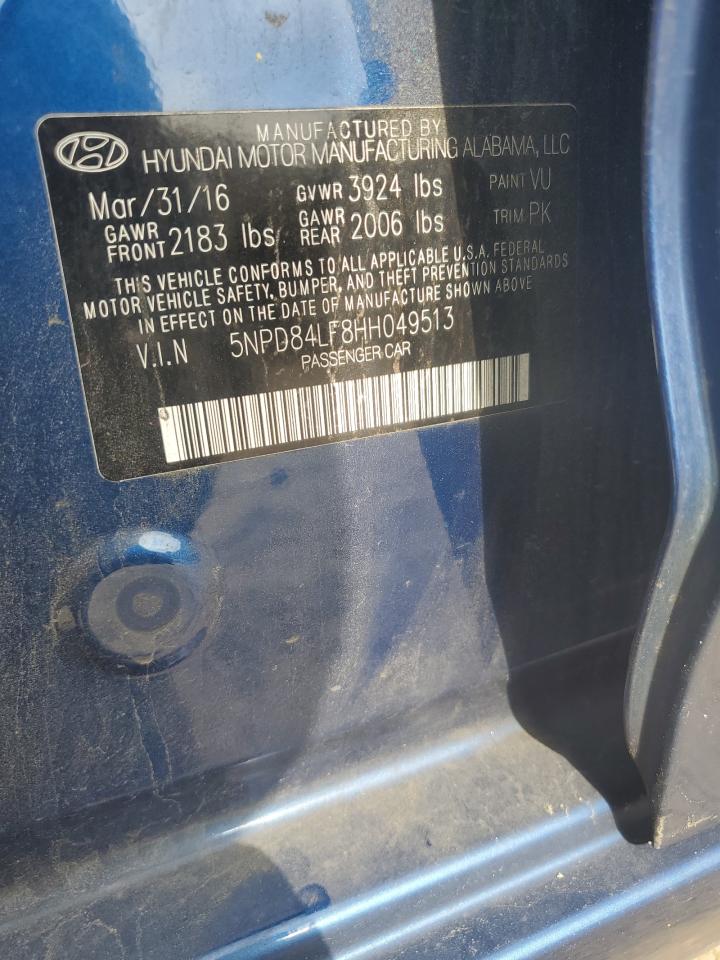 MANUFACTURED BY
HYUNDAI MOTOR MANUFACTURING ALABAMA, LLC
Mar/31/16 GVWR 3924 lbs PAINT VU
GAWR FRONT 2183 lbs GAWR REAR 2006 lbs TRIM PK
THIS VEHICLE CONFORMS TO ALL APPLICABLE U.S.A. FEDERAL
MOTOR VEHICLE SAFETY, BUMPER, AND THEFT PREVENTION STANDARDS
IN EFFECT ON THE DATE OF MANUFACTURE SHOWN ABOVE
V.I.N 5NPD84LF8HH049513
PASSENGER CAR